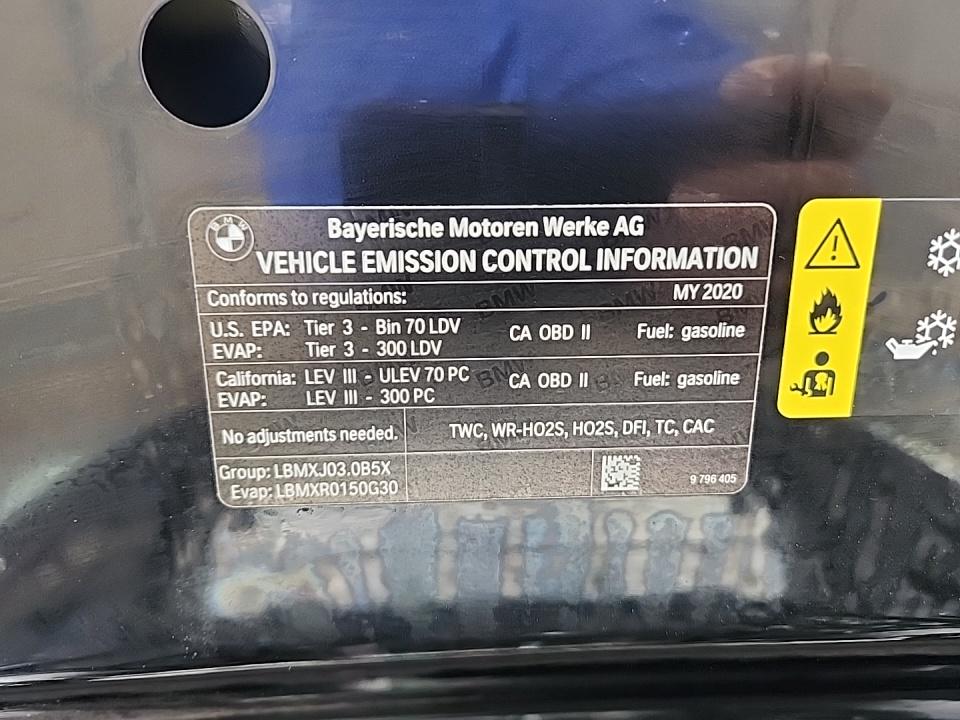 BMW
Bayerische Motoren Werke AG
VEHICLE EMISSION CONTROL INFORMATION
Conforms to regulations: MY 2020
U.S. EPA: Tier 3 - Bin 70 LDV CA OBD II Fuel: gasoline
EVAP: Tier 3 - 300 LDV
California: LEV III - ULEV 70 PC CA OBD II Fuel: gasoline
EVAP: LEV III - 300 PC
No adjustments needed. TWC, WR-HO2S, HO2S, DFI, TC, CAC
Group: LBMXJ03.0B5X
Evap: LBMXR0150G30
9 796 405